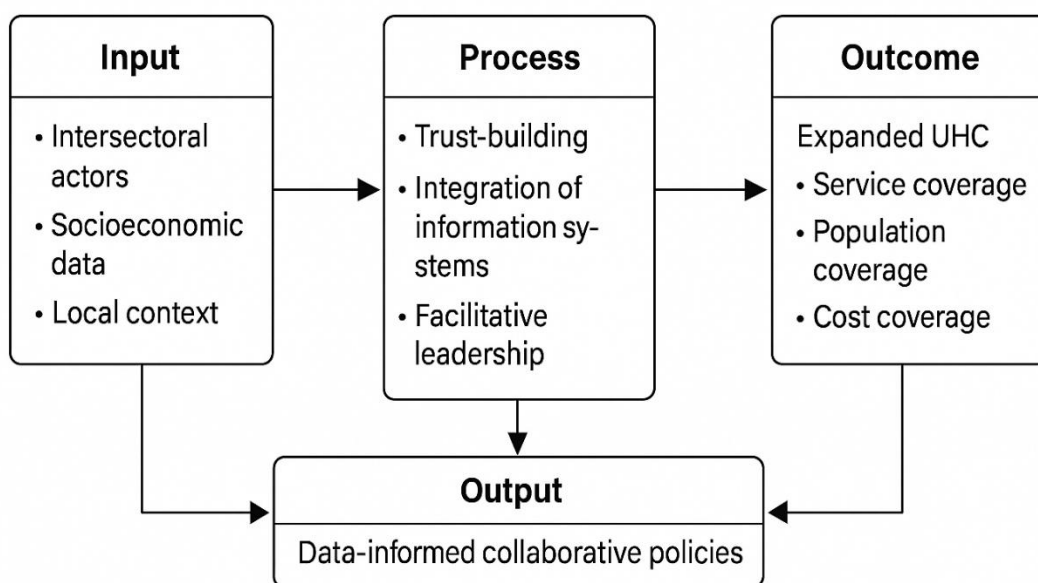 Input
• Intersectoral
actors
• Socioeconomic
data
• Local context
Process
• Trust-building
• Integration of
information sy-
stems
• Facilitative
leadership
Outcome
Expanded UHC
• Service coverage
• Population
coverage
• Cost coverage
Output
Data-informed collaborative policies